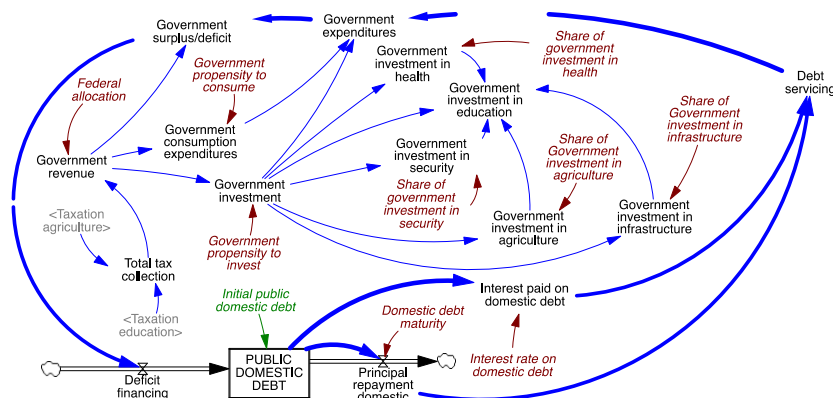 Government
surplus/deficit
Government
expenditures
Government
investment in
health
Share of
government
investment in
health
Government
propensity to
consume
Federal
allocation
Government
investment in
education
Debt
servicing
Share of
Government
investment in
infrastructure
Government
consumption
expenditures
Government
revenue
Government
investment in
security
Share of
Government
investment in
agriculture
Government
investment
Share of
government
investment in
security
Government
investment in
agriculture
Government
investment in
infrastructure
<Taxation
agriculture>
Government
propensity to
invest
Total tax
collection
<Taxation
education>
Initial public
domestic debt
Interest paid on
domestic debt
Domestic debt
maturity
Interest rate on
domestic debt
PUBLIC
DOMESTIC
DEBT
Deficit
financing
Principal
repayment
domestic